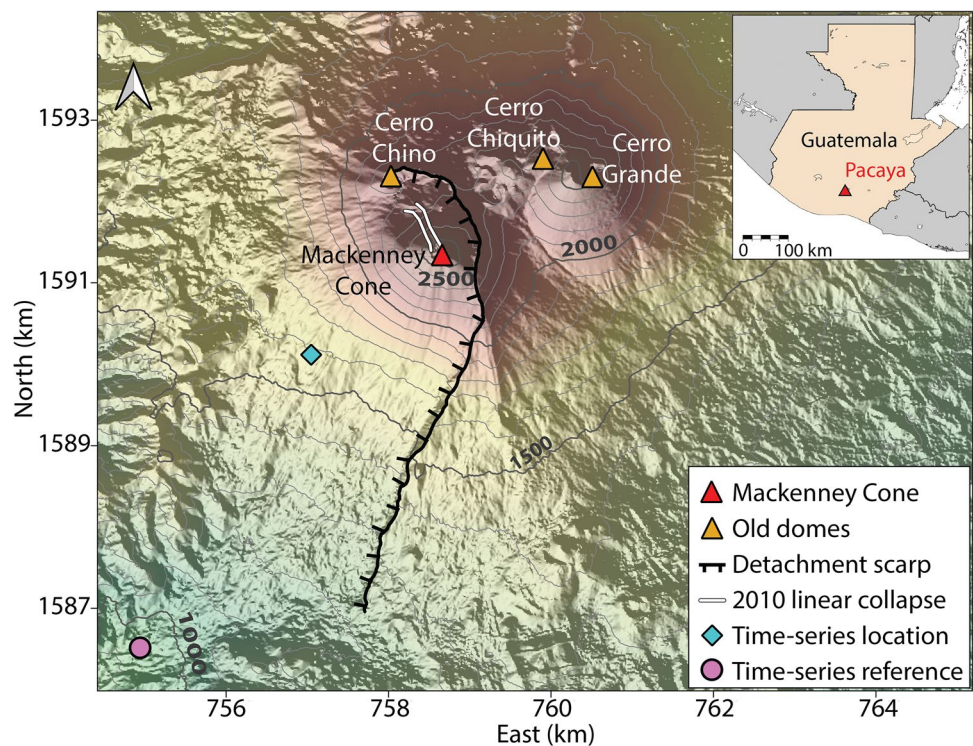 1593
1591
1589
1587
North (km)
756
758
760
762
764
East (km)
Cerro
Chino
Cerro
Chiquito
Cerro
Grande
Mackenney
Cone
2500
2000
1500
1000
Guatemala
Pacaya
0 100 km
Mackenney Cone
Old domes
Detachment scarp
2010 linear collapse
Time-series location
Time-series reference